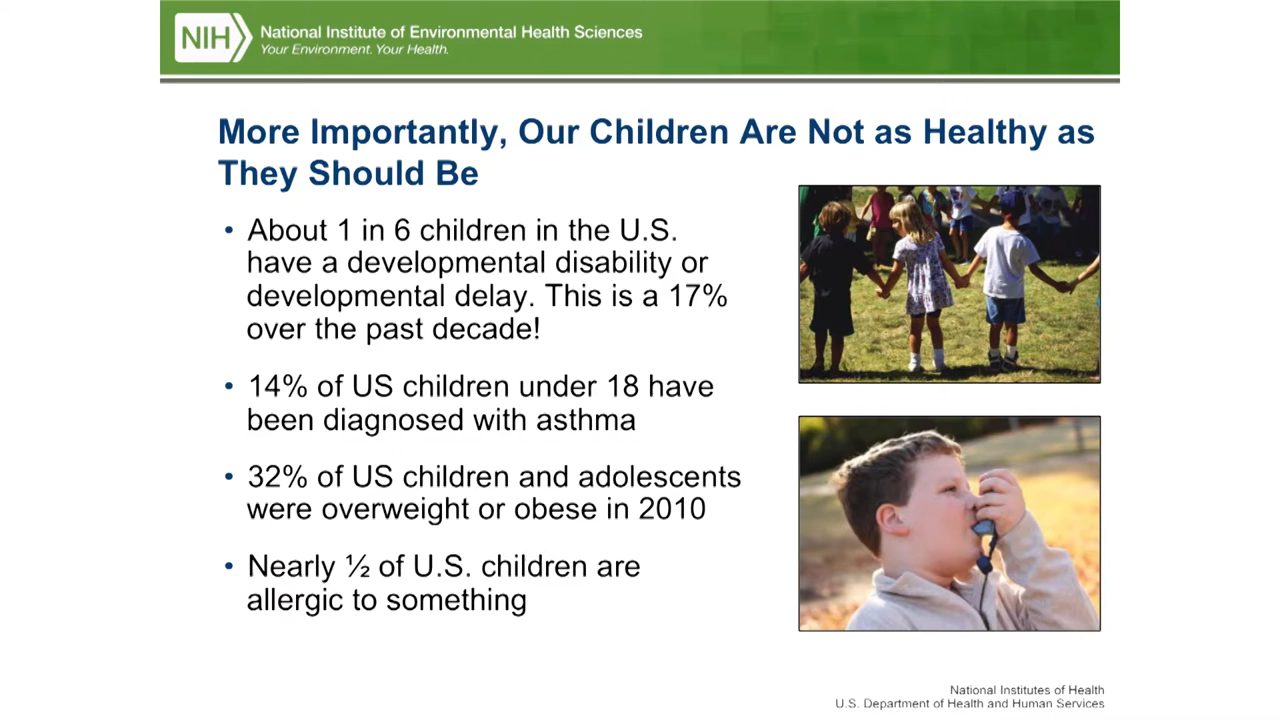 NIH
National Institute of Environmental Health Sciences
Your Environment. Your Health.
More Importantly, Our Children Are Not as Healthy as
They Should Be
• About 1 in 6 children in the U.S.
have a developmental disability or
developmental delay. This is a 17%
over the past decade!
• 14% of US children under 18 have
been diagnosed with asthma
• 32% of US children and adolescents
were overweight or obese in 2010
• Nearly ½ of U.S. children are
allergic to something
National Institutes of Health
U.S. Department of Health and Human Services